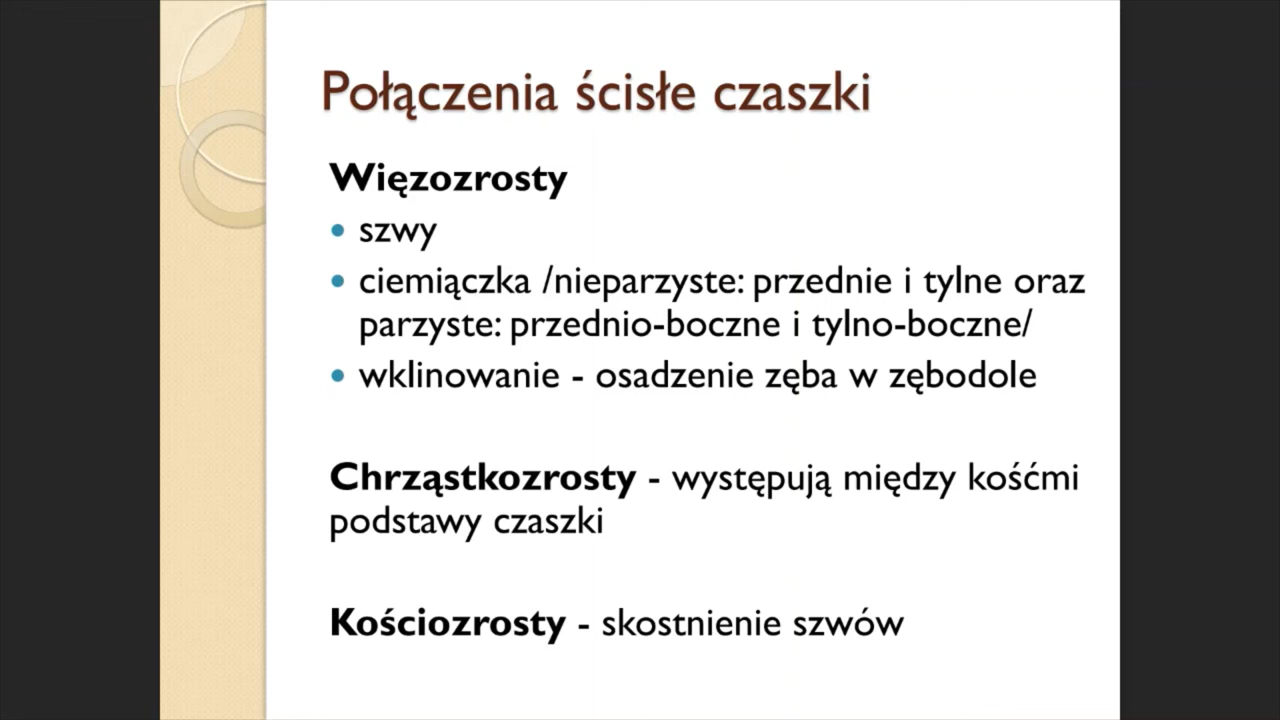 Połączenia ścisłe czaszki
Więzozrosty
• szwy
• ciemiączka /nieparzyste: przednie i tylne oraz
parzyste: przednio-boczne i tylno-boczne/
• wklinowanie - osadzenie zęba w zębodole
Chrząstkozrosty - występują między kośćmi
podstawy czaszki
Kościozrosty - skostnienie szwów